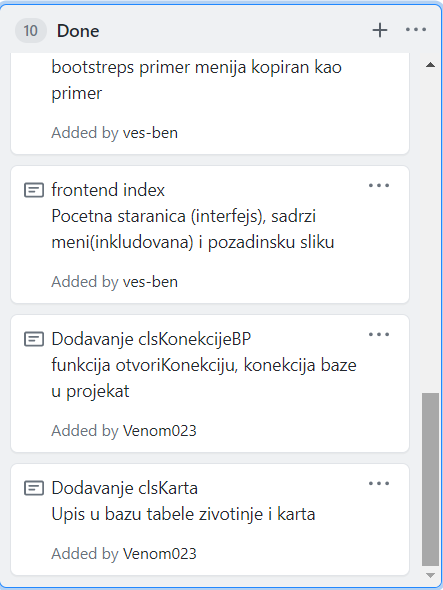 10 Done
bootstreps primer menija kopiran kao
primer
Added by ves-ben
frontend index
Pocetna staranica (interfejs), sadrzi
meni(inkludovana) i pozadinsku sliku
Added by ves-ben
Dodavanje clsKonekcijeBP
funkcija otvoriKonekciju, konekcija baze
u projekat
Added by Venom023
Dodavanje clsKarta
Upis u bazu tabele zivotinje i karta
Added by Venom023